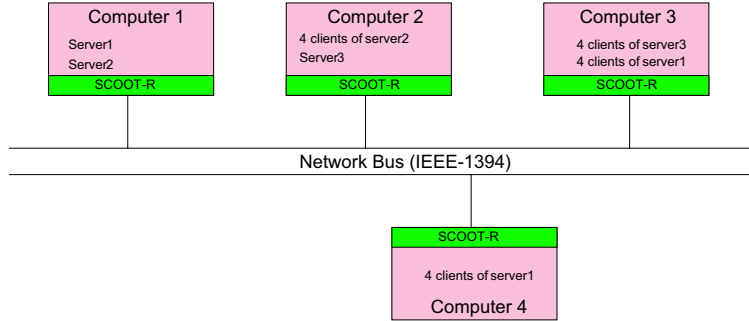 Computer 1
Server1
Server2
SCOOT-R
Computer 2
4 clients of server2
Server3
SCOOT-R
Computer 3
4 clients of server3
4 clients of server1
SCOOT-R
Network Bus (IEEE-1394)
SCOOT-R
4 clients of server1
Computer 4